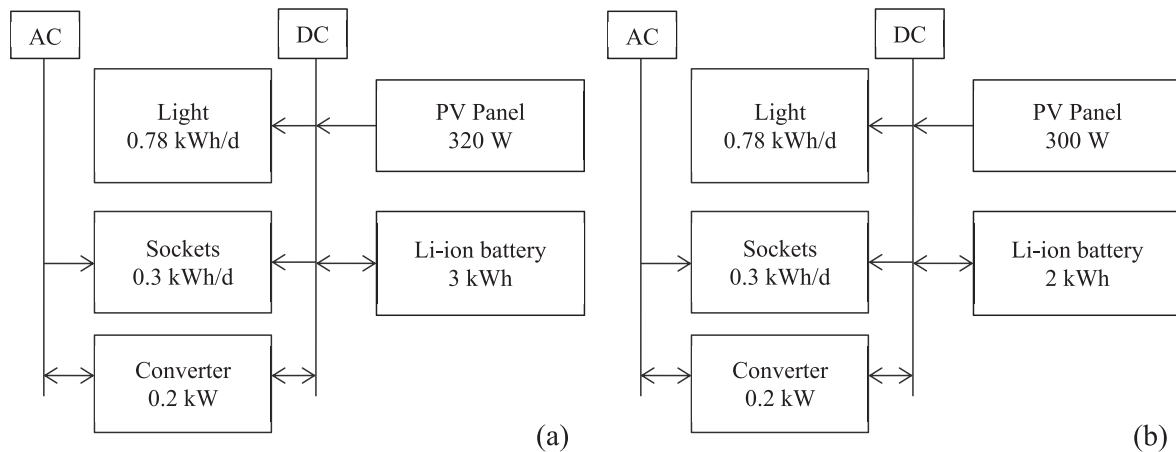 AC
DC
Light
0.78 kWh/d
PV Panel
320 W
Sockets
0.3 kWh/d
Li-ion battery
3 kWh
Converter
0.2 kW
(a)
AC
DC
Light
0.78 kWh/d
PV Panel
300 W
Sockets
0.3 kWh/d
Li-ion battery
2 kWh
Converter
0.2 kW
(b)